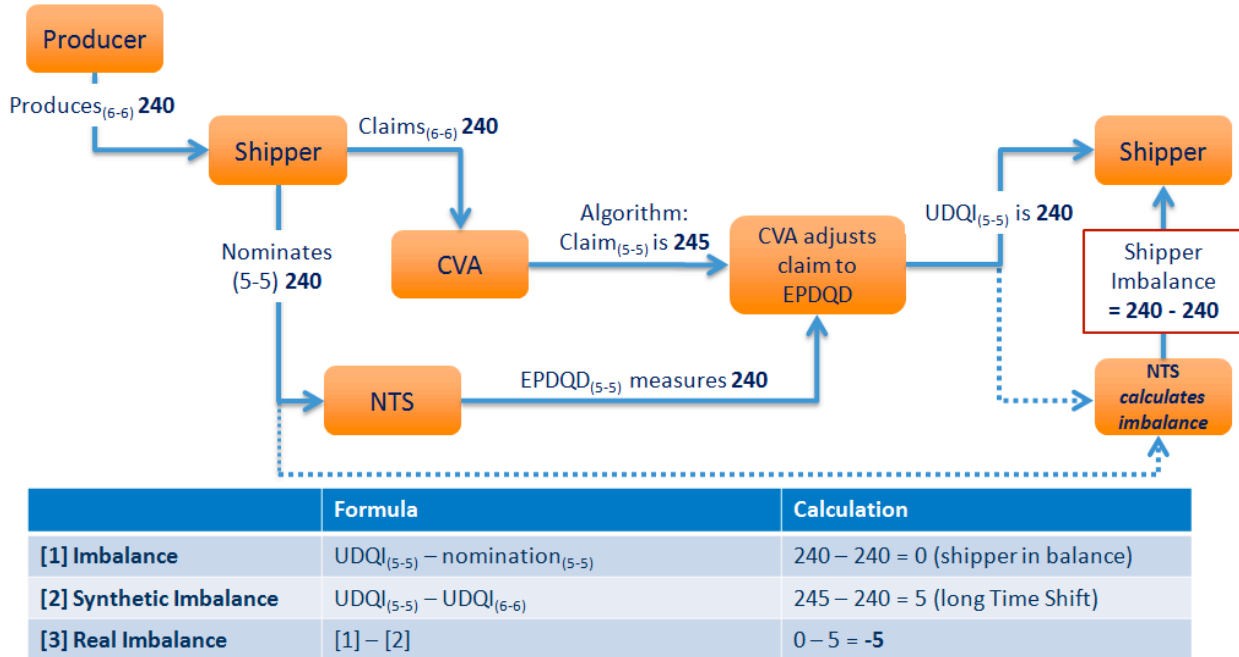 Producer
Produces(6-6) 240
Shipper
Claims(6-6) 240
Nominates
(5-5) 240
CVA
Algorithm:
Claim(5-5) is 245
CVA adjusts
claim to
EPDQD
NTS
EPDQD(5-5) measures 240
UDQI(5-5) is 240
Shipper
Shipper
Imbalance
= 240 - 240
NTS
calculates
imbalance
Formula Calculation
[1] Imbalance UDQI(5-5) – nomination(5-5) 240 – 240 = 0 (shipper in balance)
[2] Synthetic Imbalance UDQI(5-5) – UDQI(6-6) 245 – 240 = 5 (long Time Shift)
[3] Real Imbalance [1] – [2] 0 – 5 = -5